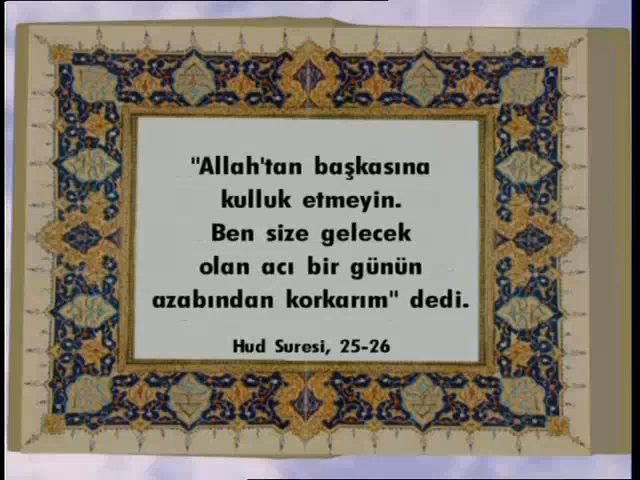 "Allah'tan başkasına
kulluk etmeyin.
Ben size gelecek
olan acı bir günün
azabından korkarım" dedi.
Hud Suresi, 25-26